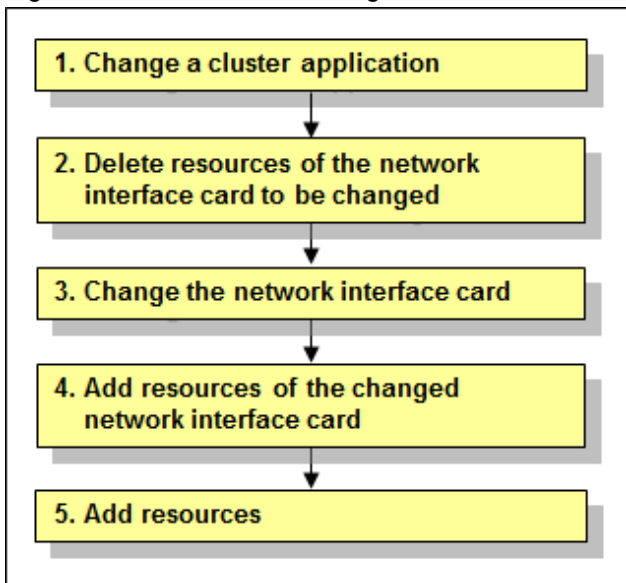 1. Change a cluster application
2. Delete resources of the network
interface card to be changed
3. Change the network interface card
4. Add resources of the changed
network interface card
5. Add resources